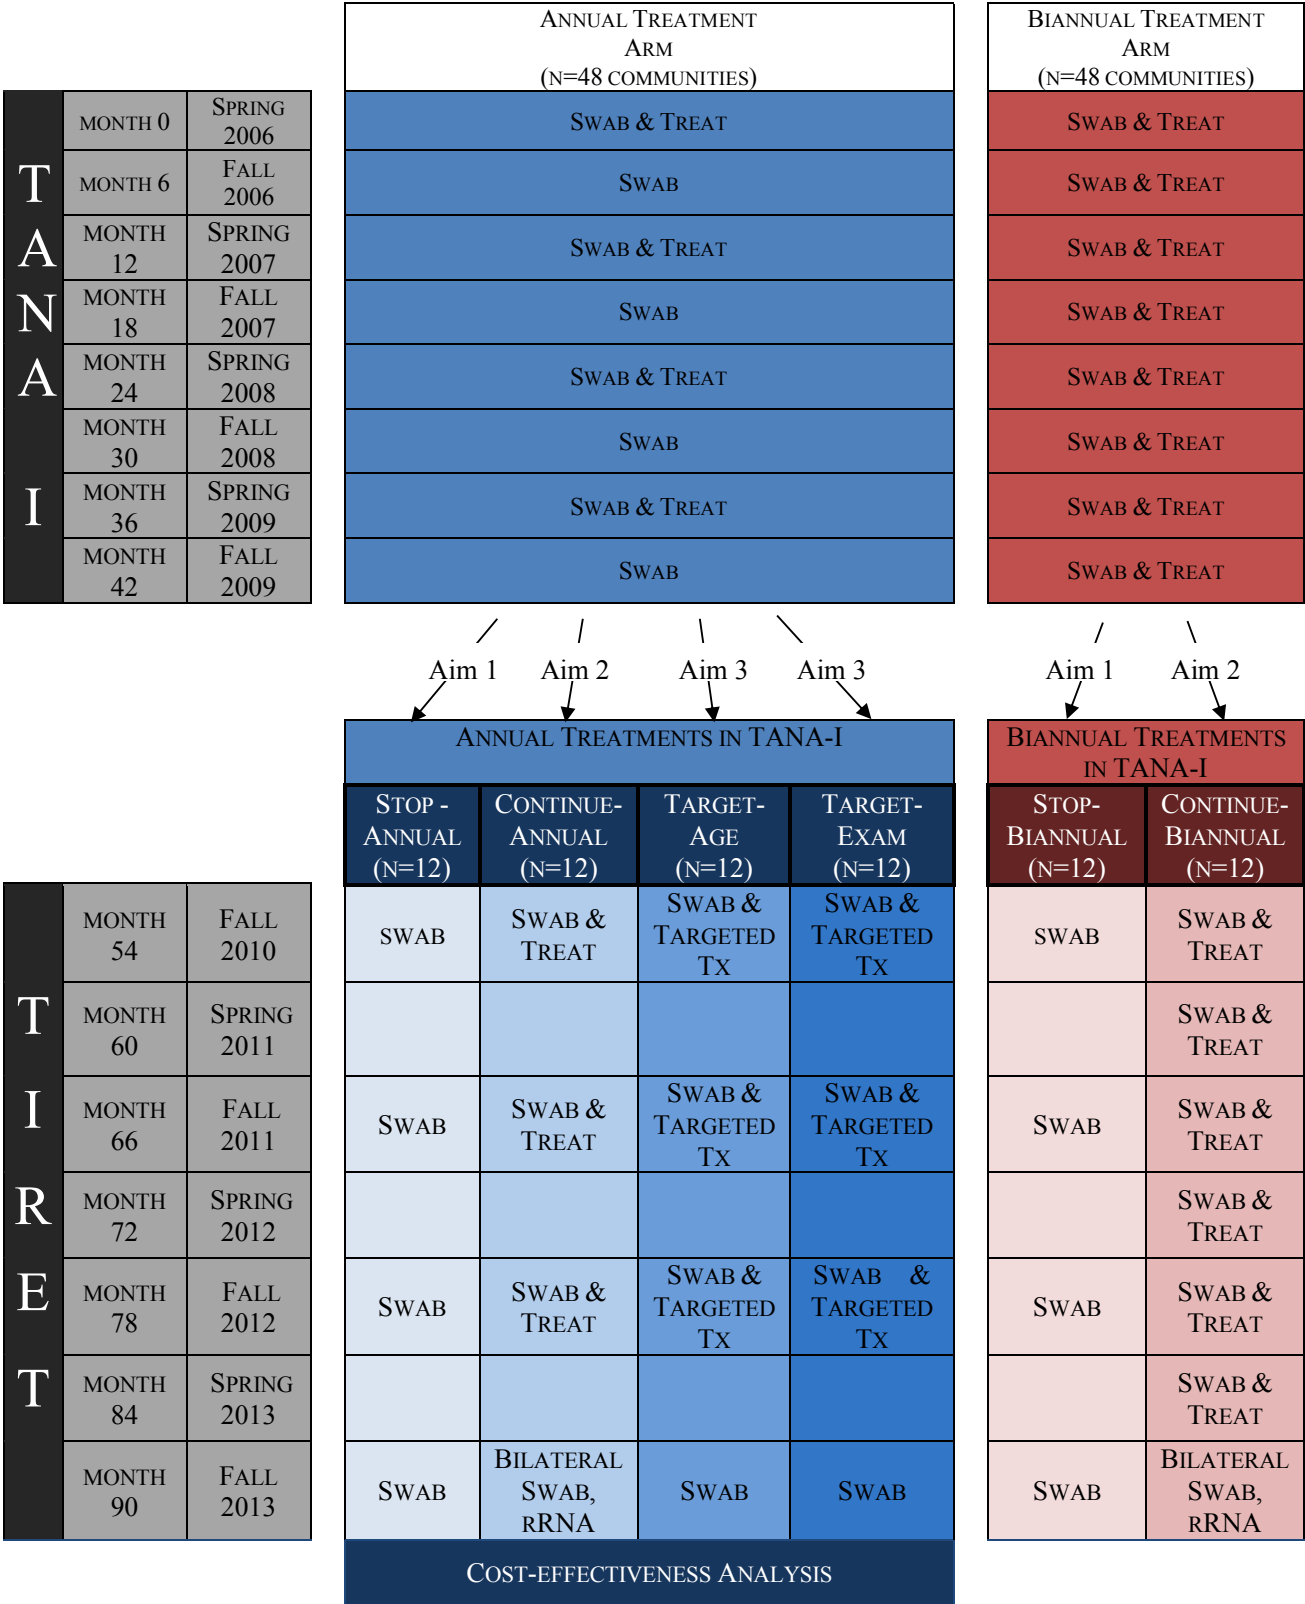 ANNUAL TREATMENT
ARM
(N=48 COMMUNITIES)
BIANNUAL TREATMENT
ARM
(N=48 COMMUNITIES)
TANA I
MONTH 0
SPRING
2006
SWAB & TREAT
SWAB & TREAT
MONTH 6
FALL
2006
SWAB
SWAB & TREAT
MONTH
12
SPRING
2007
SWAB & TREAT
SWAB & TREAT
MONTH
18
FALL
2007
SWAB
SWAB & TREAT
MONTH
24
SPRING
2008
SWAB & TREAT
SWAB & TREAT
MONTH
30
FALL
2008
SWAB
SWAB & TREAT
MONTH
36
SPRING
2009
SWAB & TREAT
SWAB & TREAT
MONTH
42
FALL
2009
SWAB
SWAB & TREAT
Aim 1
Aim 2
Aim 3
Aim 3
Aim 1
Aim 2
ANNUAL TREATMENTS IN TANA-I
BIANNUAL TREATMENTS
IN TANA-I
STOP -
ANNUAL
(N=12)
CONTINUE-
ANNUAL
(N=12)
TARGET-
AGE
(N=12)
TARGET-
EXAM
(N=12)
STOP-
BIANNUAL
(N=12)
CONTINUE-
BIANNUAL
(N=12)
TIRET
MONTH
54
FALL
2010
SWAB
SWAB &
TREAT
SWAB &
TARGETED
TX
SWAB &
TARGETED
TX
SWAB
SWAB &
TREAT
MONTH
60
SPRING
2011
SWAB &
TREAT
MONTH
66
FALL
2011
SWAB
SWAB &
TREAT
SWAB &
TARGETED
TX
SWAB &
TARGETED
TX
SWAB
SWAB &
TREAT
MONTH
72
SPRING
2012
SWAB &
TREAT
MONTH
78
FALL
2012
SWAB
SWAB &
TREAT
SWAB &
TARGETED
TX
SWAB &
TARGETED
TX
SWAB
SWAB &
TREAT
MONTH
84
SPRING
2013
SWAB &
TREAT
MONTH
90
FALL
2013
SWAB
BILATERAL
SWAB,
RRNA
SWAB
SWAB
SWAB
BILATERAL
SWAB,
RRNA
COST-EFFECTIVENESS ANALYSIS